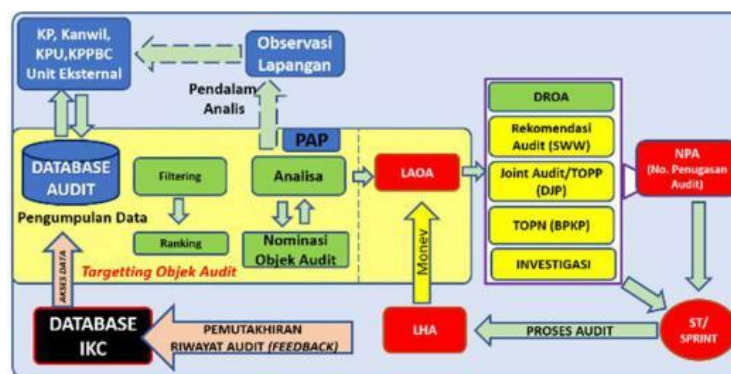 KP, Kanwil,
KPU,KPPBC
Unit Eksternal
Observasi
Lapangan
Pendalam
Analis
PAP
DATABASE
AUDIT
Pengumpulan Data
Filtering
Ranking
Analisa
Nominasi
Objek Audit
Targetting Objek Audit
LAOA
DROA
Rekomendasi
Audit (SWW)
Joint Audit/TOPP
(DJP)
TOPN (BPKP)
INVESTIGASI
NPA
(No. Penugasan
Audit)
AKSES DATA
Monev
DATABASE
IKC
PEMUTAKHIRAN
RIWAYAT AUDIT (FEEDBACK)
LHA
PROSES AUDIT
ST/
SPRINT